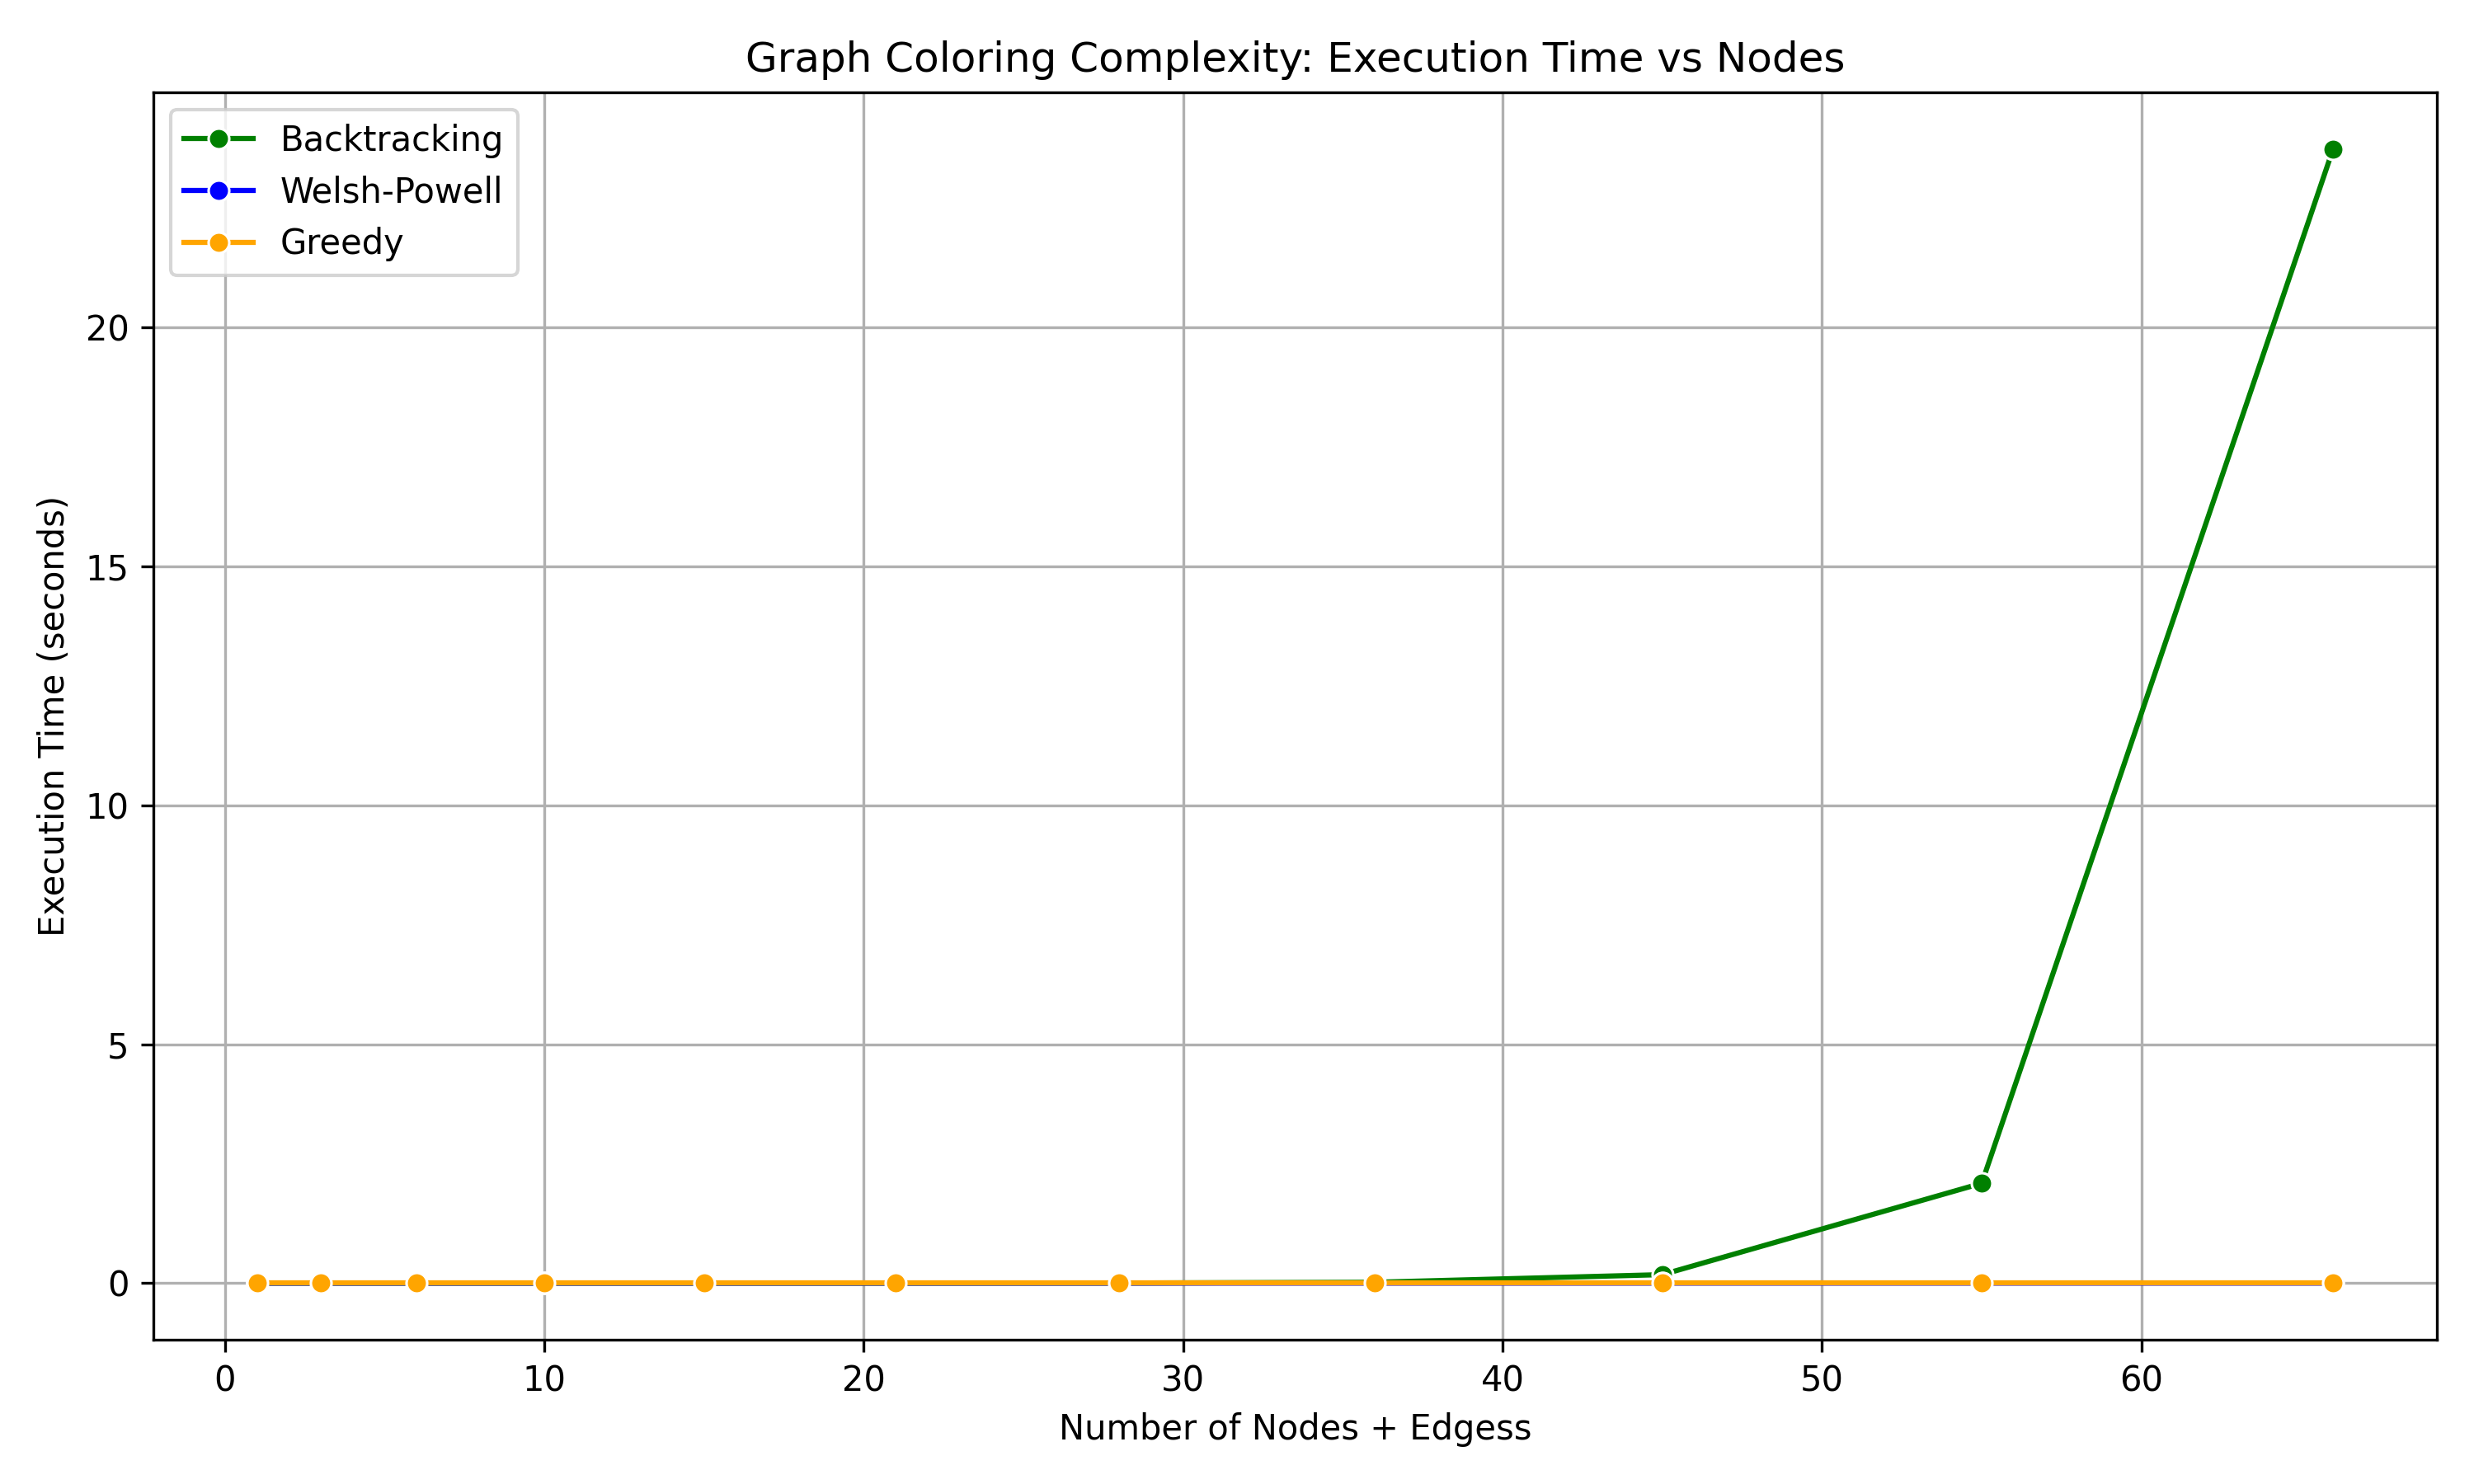 Graph Coloring Complexity: Execution Time vs Nodes
Backtracking
Welsh-Powell
Greedy
Execution Time (seconds)
20
15
10
5
0
0 10 20 30 40 50 60
Number of Nodes + Edgess